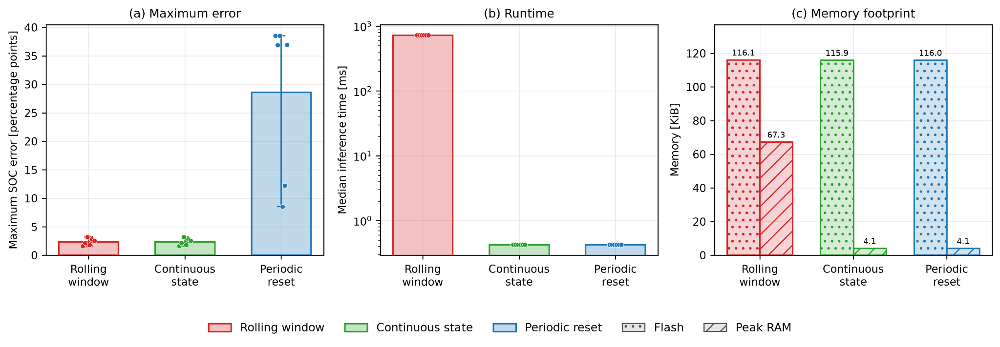 (a) Maximum error
Maximum SOC error [percentage points]
40
35
30
25
20
15
10
5
0
Rolling
window
Continuous
state
Periodic
reset
(b) Runtime
Median inference time [ms]
10³
10²
10¹
10⁰
Rolling
window
Continuous
state
Periodic
reset
(c) Memory footprint
Memory [KiB]
120
100
80
60
40
20
0
116.1
67.3
115.9
4.1
116.0
4.1
Rolling
window
Continuous
state
Periodic
reset
Rolling window
Continuous state
Periodic reset
Flash
Peak RAM